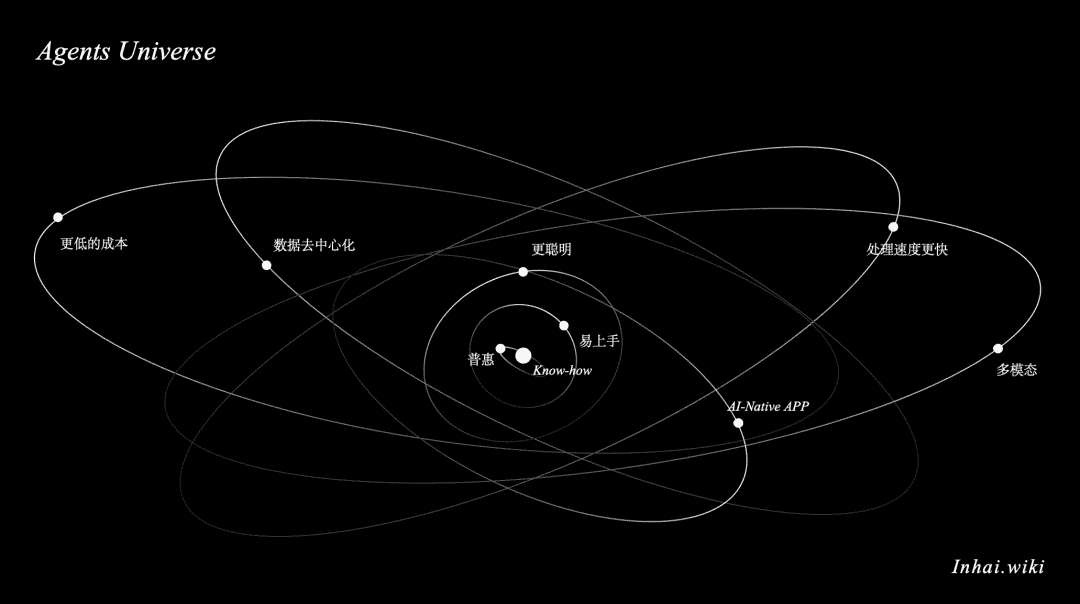 Agents Universe
更低的成本
数据去中心化
更聪明
处理速度更快
易上手
普惠
Know-how
多模态
AI-Native APP
Inhai.wiki